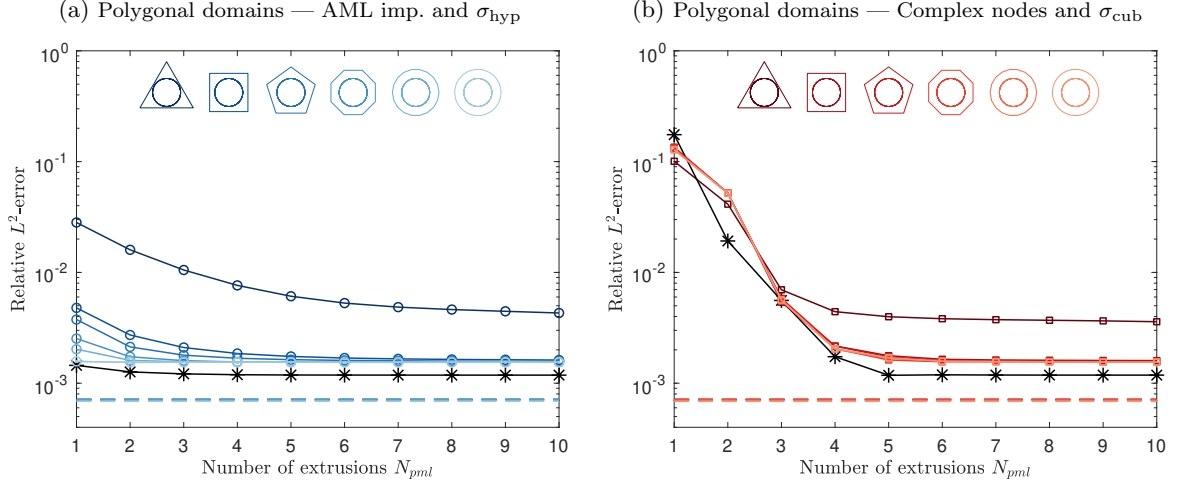 (a) Polygonal domains — AML imp. and σ_hyp
10^0
10^-1
10^-2
10^-3
Relative L^2-error
1 2 3 4 5 6 7 8 9 10
Number of extrusions N_pml
(b) Polygonal domains — Complex nodes and σ_cub
10^0
10^-1
10^-2
10^-3
Relative L^2-error
1 2 3 4 5 6 7 8 9 10
Number of extrusions N_pml